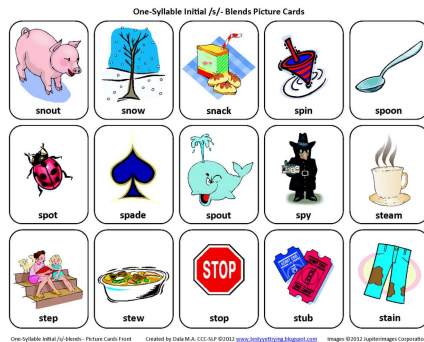 One-Syllable Initial /s/- Blends Picture Cards
snout snow snack spin spoon
spot spade spout spy steam
STOP
step stew stop stub stain
One-Syllable Initial /s/-blends - Picture Cards Front Created by Dala M.A. CCC-SLP ©2012 www.testyyettrying.blogspot.com Images ©2012 Jupiterimages Corporation